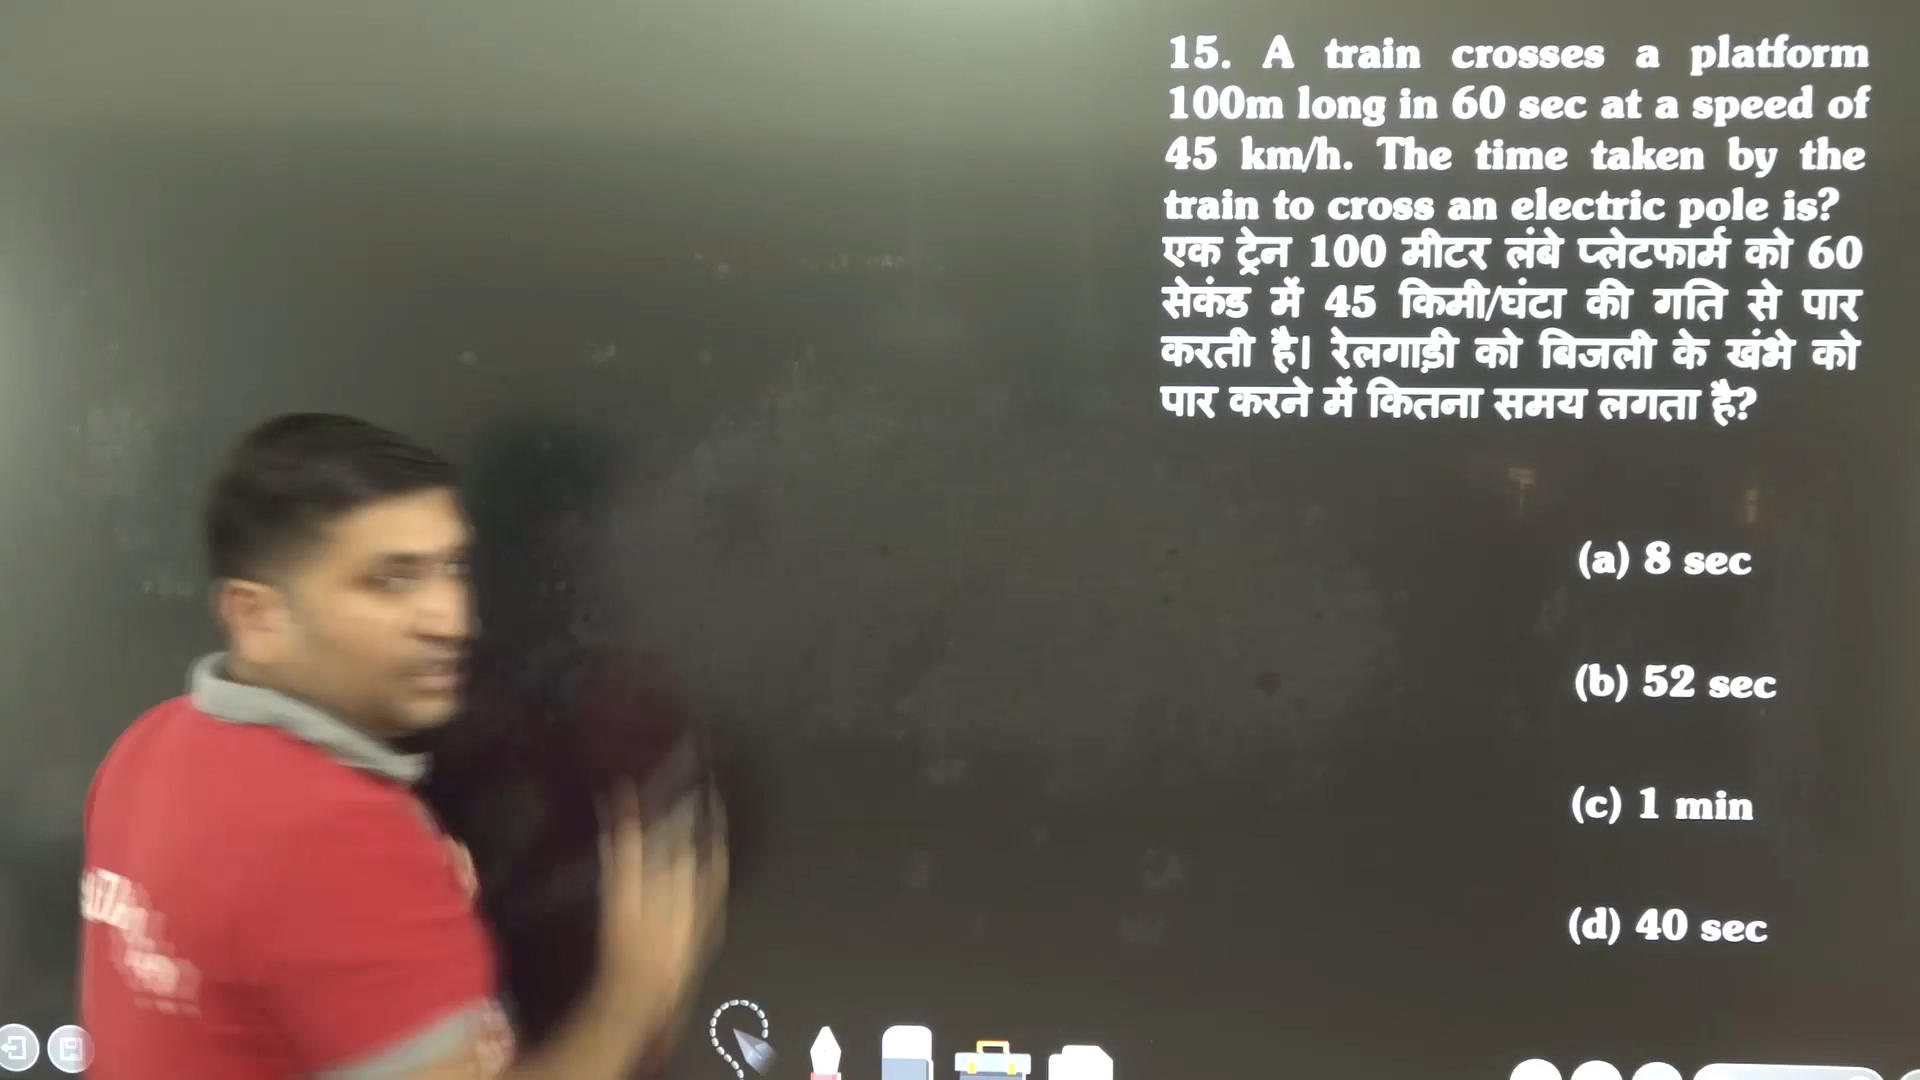 15. A train crosses a platform
100m long in 60 sec at a speed of
45 km/h. The time taken by the
train to cross an electric pole is?
एक ट्रेन 100 मीटर लंबे प्लेटफार्म को 60
सेकंड में 45 किमी/घंटा की गति से पार
करती है। रेलगाड़ी को बिजली के खंभे को
पार करने में कितना समय लगता है?
(a) 8 sec
(b) 52 sec
(c) 1 min
(d) 40 sec